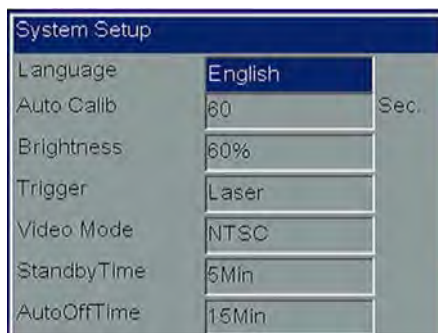 System Setup
Language English
Auto Calib 60 Sec.
Brightness 60%
Trigger Laser
Video Mode NTSC
StandbyTime 5Min
AutoOffTime 15Min